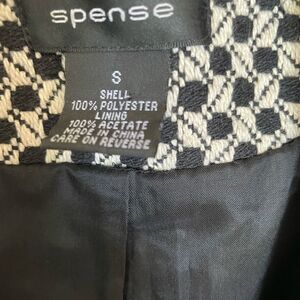 spense
S
SHELL
100% POLYESTER
LINING
100% ACETATE
MADE IN CHINA
CARE ON REVERSE